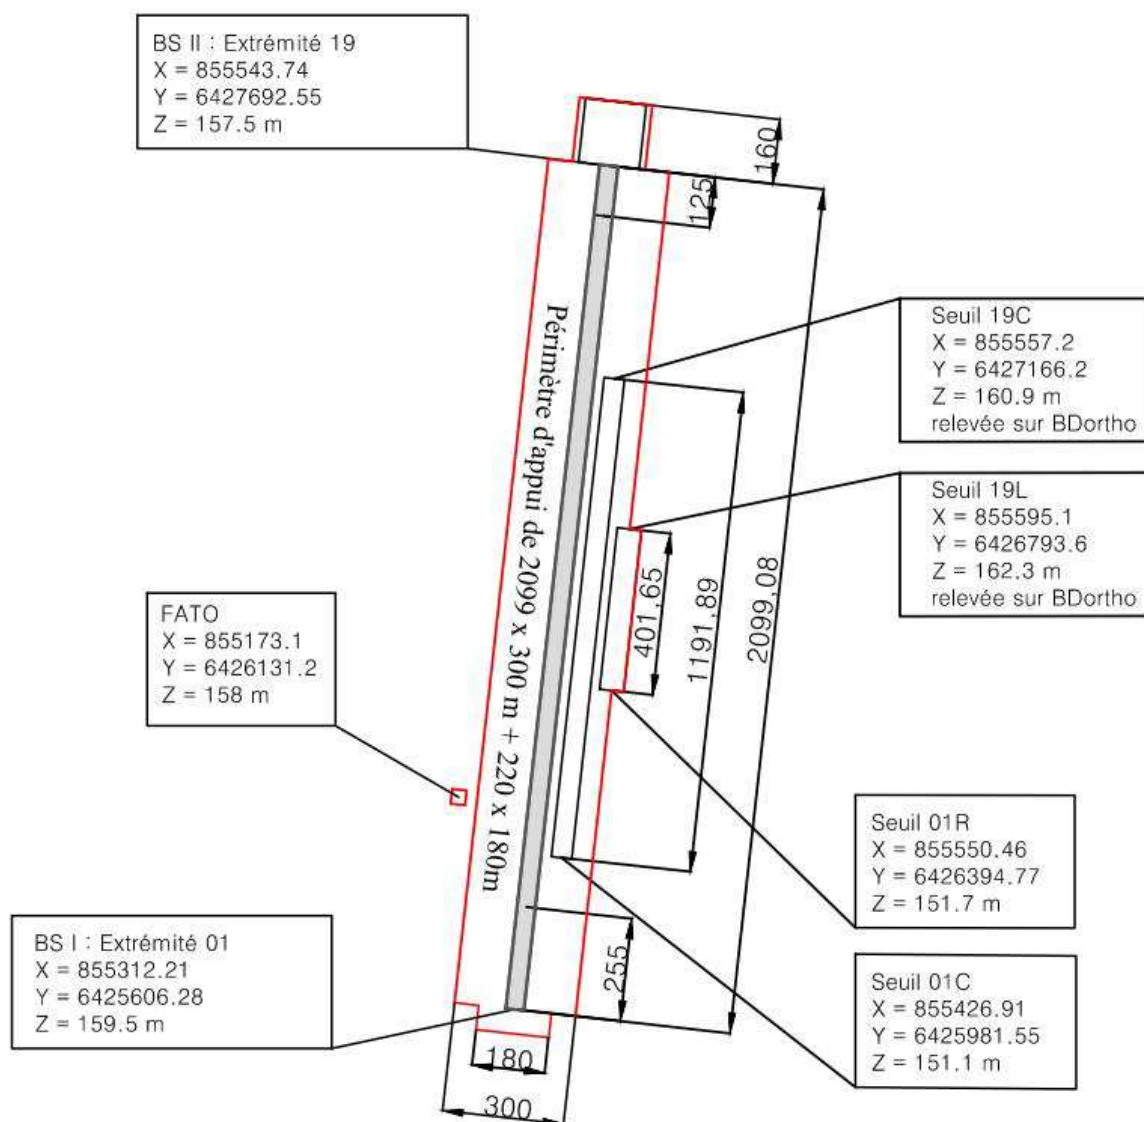 BS II : Extrémité 19
X = 855543.74
Y = 6427692.55
Z = 157.5 m
160
125
Seuil 19C
X = 855557.2
Y = 6427166.2
Z = 160.9 m
relevée sur BDortho
Périmètre d'appui de 2099 x 300 m + 220 x 180m
Seuil 19L
X = 855595.1
Y = 6426793.6
Z = 162.3 m
relevée sur BDortho
401,65
1191,89
2099,08
FATO
X = 855173.1
Y = 6426131.2
Z = 158 m
Seuil 01R
X = 855550.46
Y = 6426394.77
Z = 151.7 m
BS I : Extrémité 01
X = 855312.21
Y = 6425606.28
Z = 159.5 m
255
Seuil 01C
X = 855426.91
Y = 6425981.55
Z = 151.1 m
180
300